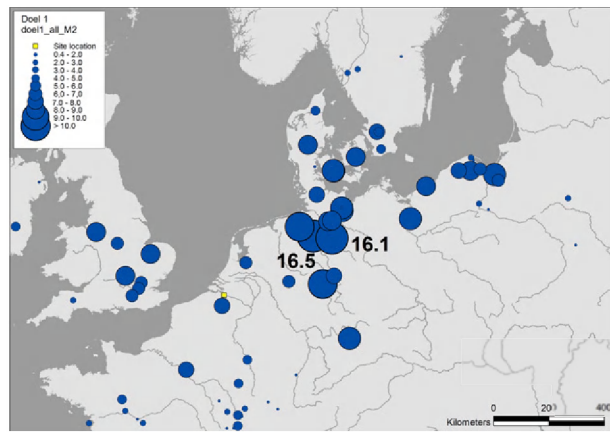 Doel 1
doel1_all_M2
Site location
0.4 - 2.0
2.0 - 3.0
3.0 - 4.0
4.0 - 5.0
5.0 - 6.0
6.0 - 7.0
7.0 - 8.0
8.0 - 9.0
9.0 - 10.0
> 10.0
16.5
16.1
Kilometers
0
200
400